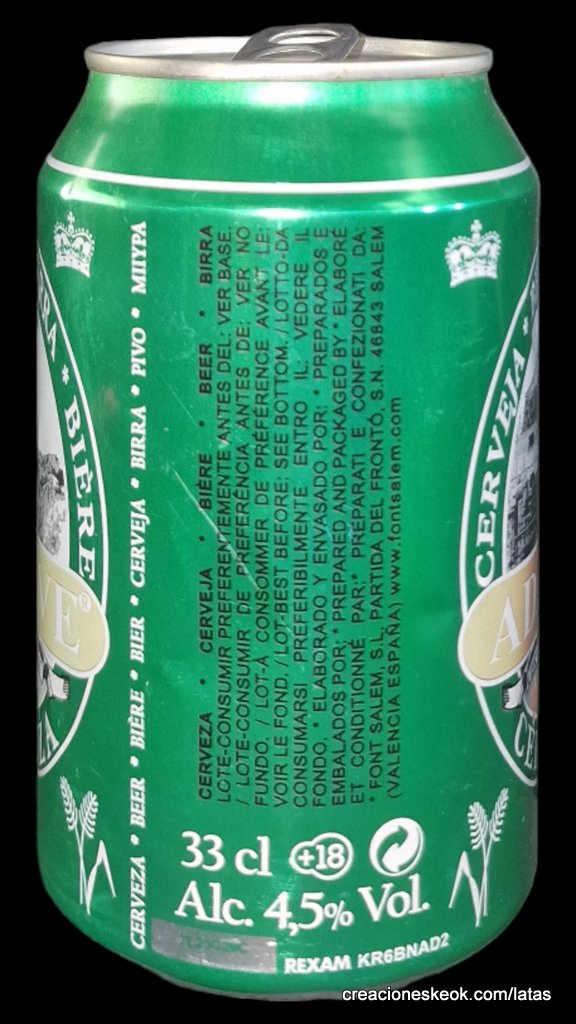 BIÈRE
VE®
CERVEZA * BEER * BIÈRE * BIER * CERVEJA * BIRRA * PIVO * МПУРА
CERVEZA * CERVEJA * BIÈRE * BEER * BIRRA
LOTE-CONSUMIR PREFERENTEMENTE ANTES DEL: VER BASE.
/ LOTE-CONSUMIR DE PREFERÊNCIA ANTES DE: VER NO
FUNDO. / LOT-À CONSOMMER DE PRÉFÉRENCE AVANT LE:
VOIR LE FOND. / LOT-BEST BEFORE: SEE BOTTOM. / LOTTO-DA
CONSUMARSI PREFERIBILMENTE ENTRO IL: VEDERE IL
FONDO. * ELABORADO Y ENVASADO POR: * PREPARADOS E
EMBALADOS POR: * PREPARED AND PACKAGED BY * ELABORÉ
ET CONDITIONNÉ PAR:* PREPARATI E CONFEZIONATI DA:
* FONT SALEM, S.L. PARTIDA DEL FRONTÓ, S.N. 46843 SALEM
(VALENCIA ESPAÑA) www.fontsalem.com
CERVEJA
AD
33 cl +18
Alc. 4,5% Vol.
REXAM KR6BNAD2
creacioneskeok.com/latas